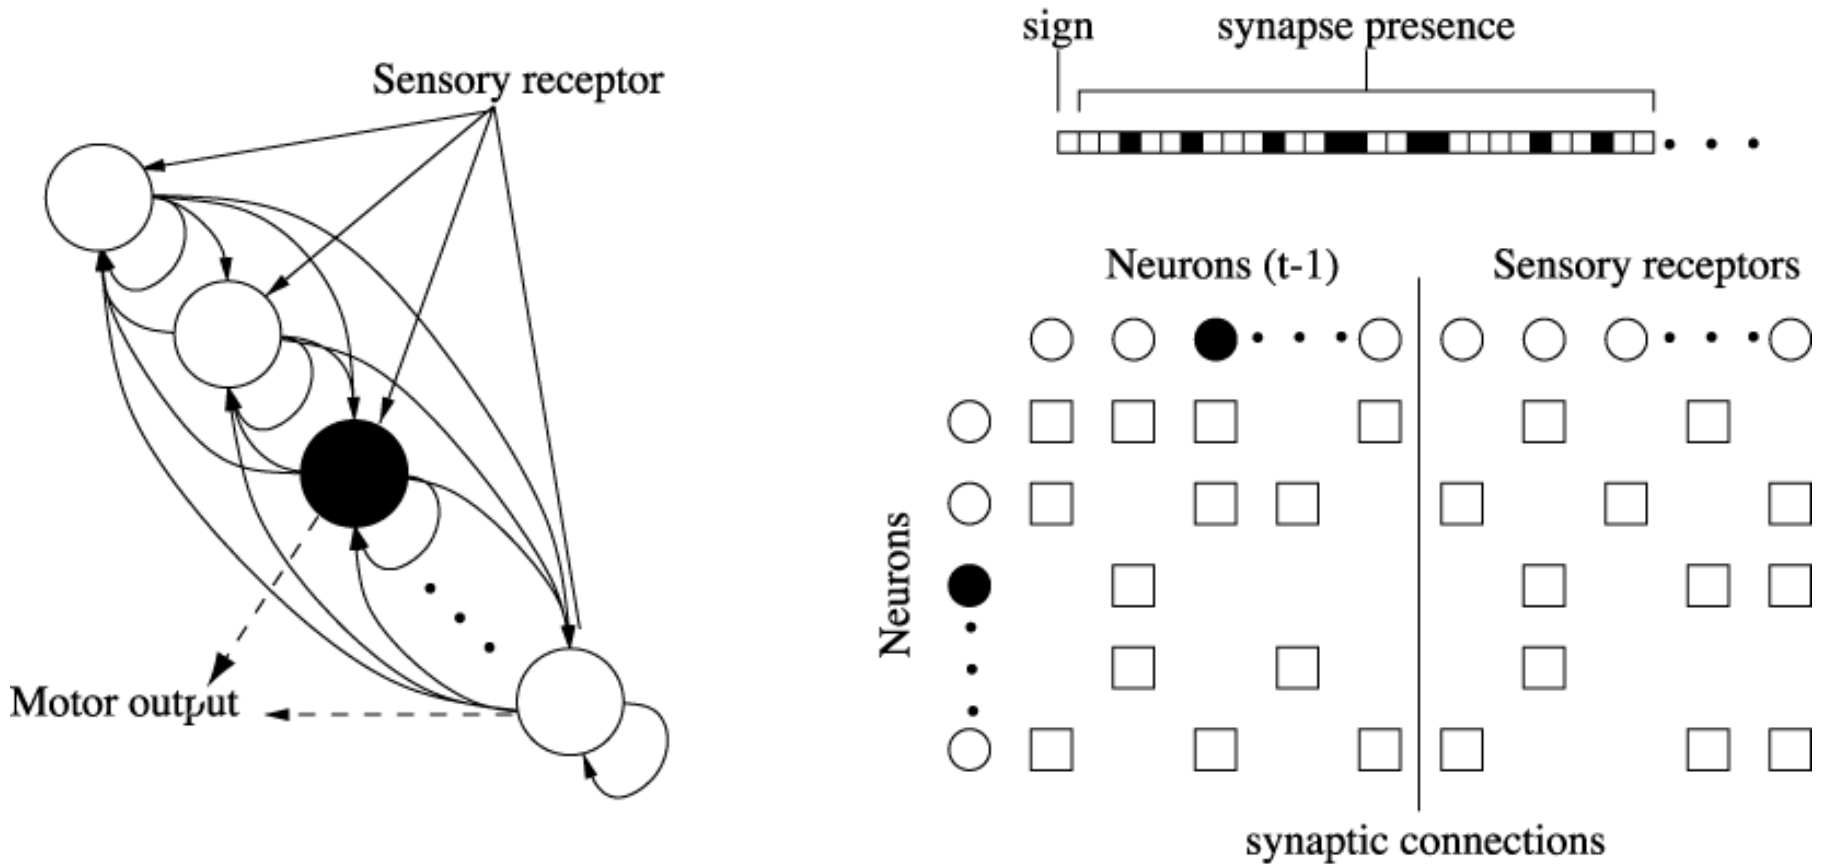 Sensory receptor
Motor output
sign
synapse presence
Neurons (t-1)
Sensory receptors
Neurons
synaptic connections